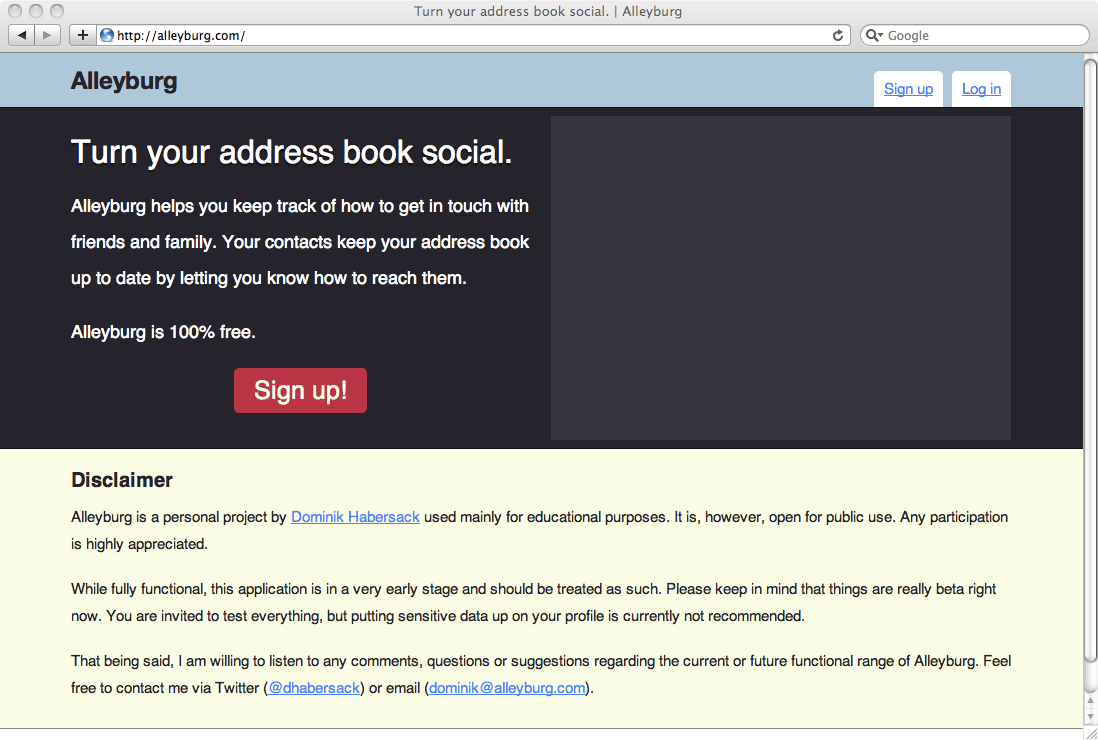 Turn your address book social. | Alleyburg
http://alleyburg.com/
Google
Alleyburg
Sign up
Log in
Turn your address book social.
Alleyburg helps you keep track of how to get in touch with
friends and family. Your contacts keep your address book
up to date by letting you know how to reach them.
Alleyburg is 100% free.
Sign up!
Disclaimer
Alleyburg is a personal project by Dominik Habersack used mainly for educational purposes. It is, however, open for public use. Any participation
is highly appreciated.
While fully functional, this application is in a very early stage and should be treated as such. Please keep in mind that things are really beta right
now. You are invited to test everything, but putting sensitive data up on your profile is currently not recommended.
That being said, I am willing to listen to any comments, questions or suggestions regarding the current or future functional range of Alleyburg. Feel
free to contact me via Twitter (@dhabersack) or email (dominik@alleyburg.com).